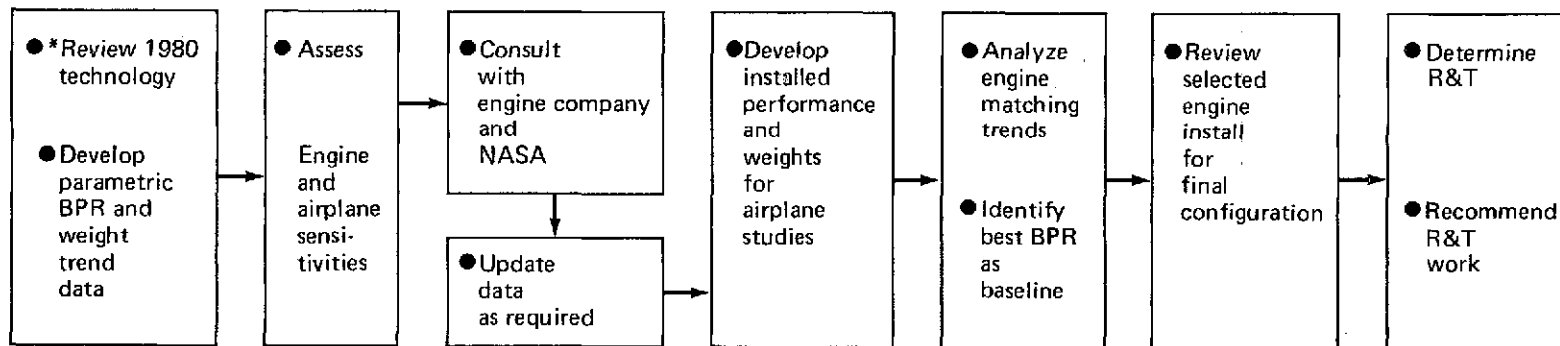 ● *Review 1980
technology
● Develop
parametric
BPR and
weight
trend
data
● Assess
Engine
and
airplane
sensi-
tivities
● Consult
with
engine company
and
NASA
● Update
data
as required
● Develop
installed
performance
and
weights
for
airplane
studies
● Analyze
engine
matching
trends
● Identify
best BPR
as
baseline
● Review
selected
engine
install
for
final
configuration
● Determine
R&T
● Recommend
R&T
work